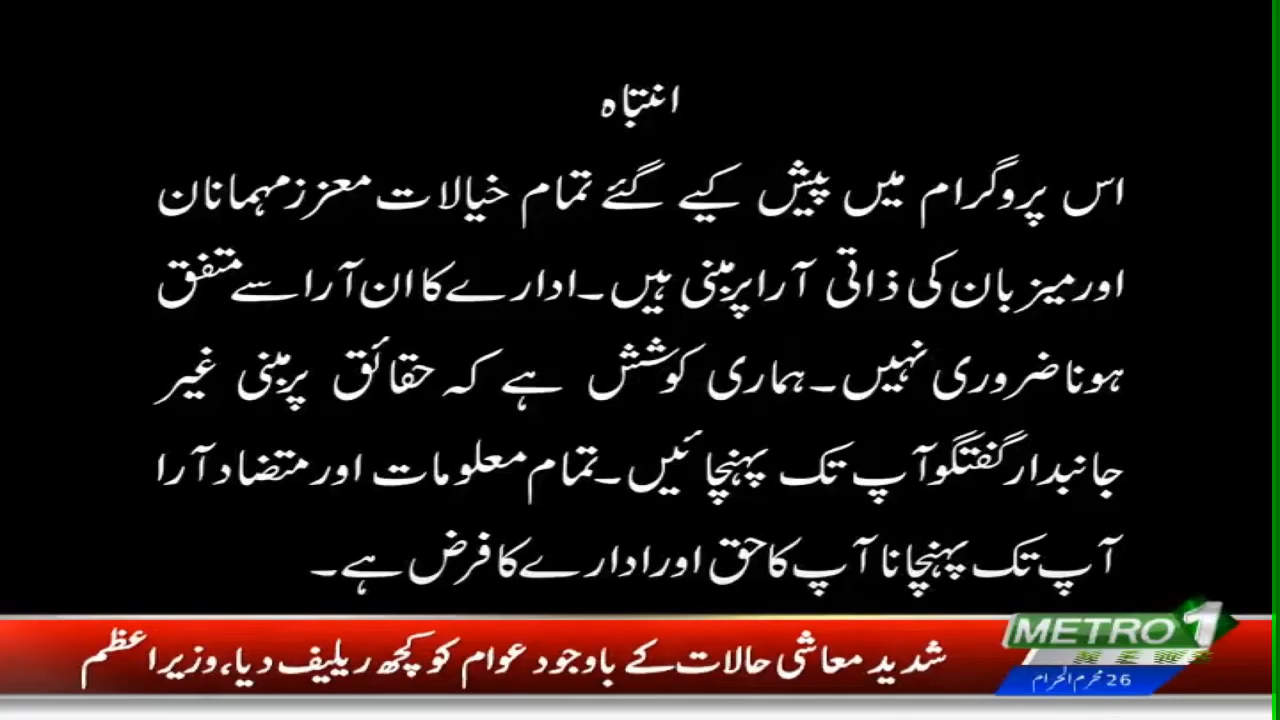 انتباہ
اس پروگرام میں پیش کیے گئے تمام خیالات معزز مہمانان
اور میزبان کی ذاتی آرا پر مبنی ہیں۔ ادارے کا ان آرا سے متفق
ہونا ضروری نہیں۔ ہماری کوشش ہے کہ حقائق پر مبنی غیر
جانبدار گفتگو آپ تک پہنچائیں۔ تمام معلومات اور متضاد آرا
آپ تک پہنچانا آپ کا حق اور ادارے کا فرض ہے۔
METRO 1
NEWS
شدید معاشی حالات کے باوجود عوام کو کچھ ریلیف دیا، وزیراعظم
26 محرم الحرام